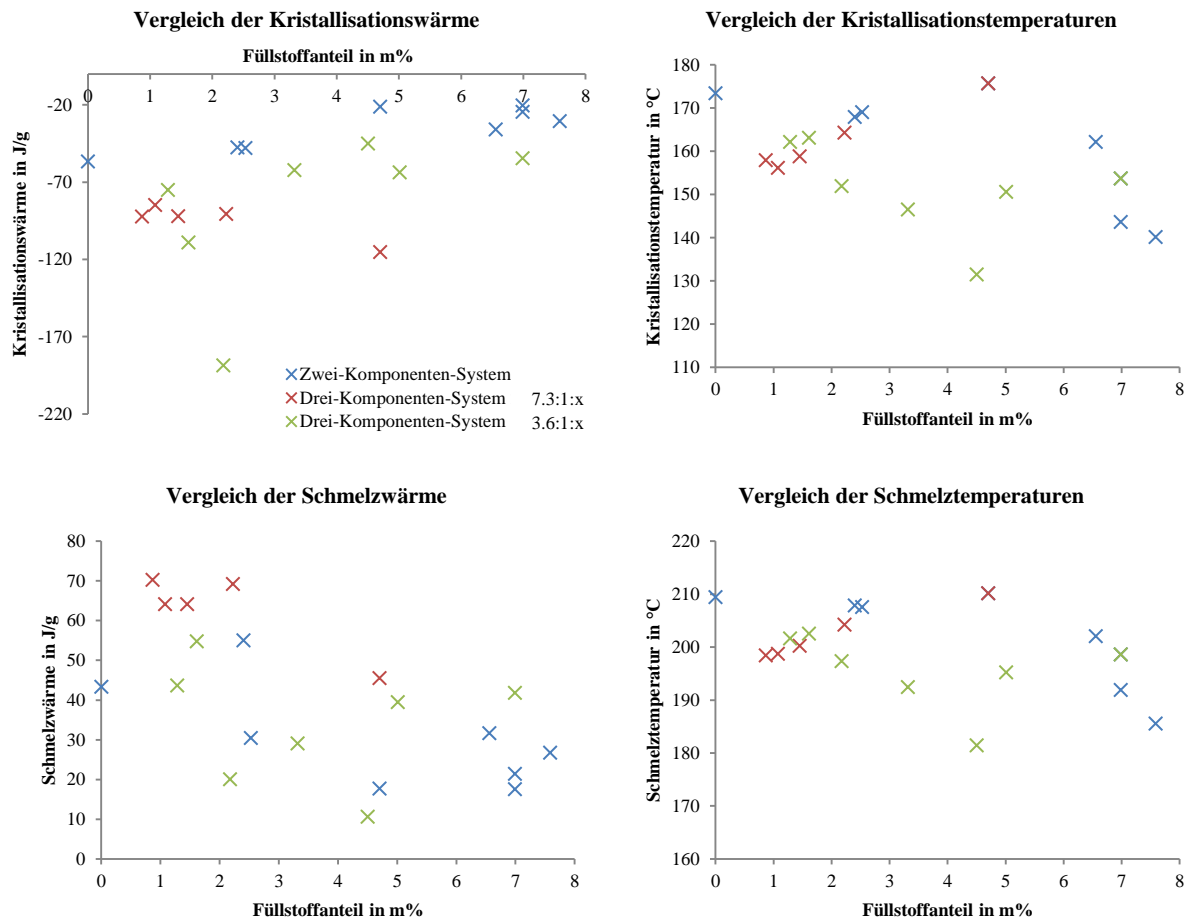 Vergleich der Kristallisationswärme
Füllstoffanteil in m%
0 1 2 3 4 5 6 7 8
-20
-70
-120
-170
-220
Kristallisationswärme in J/g
Zwei-Komponenten-System
Drei-Komponenten-System 7.3:1:x
Drei-Komponenten-System 3.6:1:x
Vergleich der Kristallisationstemperaturen
180
170
160
150
140
130
120
110
Kristallisationstemperatur in °C
0 1 2 3 4 5 6 7 8
Füllstoffanteil in m%
Vergleich der Schmelzwärme
80
70
60
50
40
30
20
10
0
Schmelzwärme in J/g
0 1 2 3 4 5 6 7 8
Füllstoffanteil in m%
Vergleich der Schmelztemperaturen
220
210
200
190
180
170
160
Schmelztemperatur in °C
0 1 2 3 4 5 6 7 8
Füllstoffanteil in m%